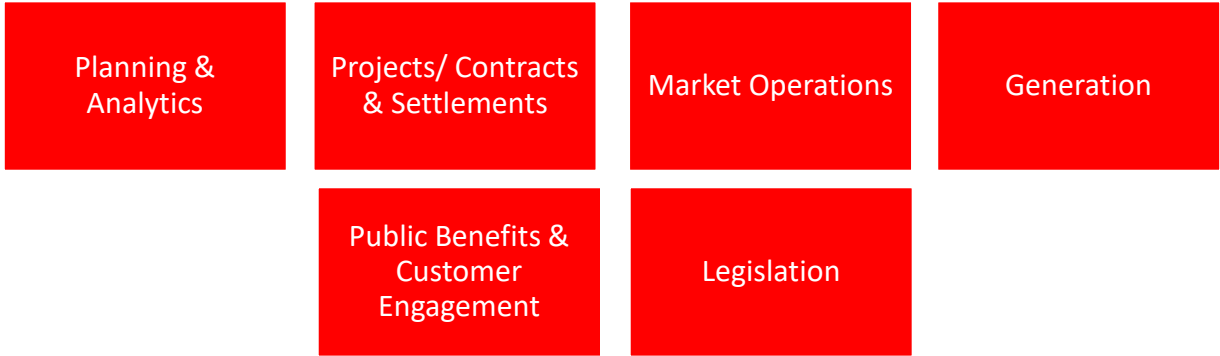 Planning &
Analytics
Projects/ Contracts
& Settlements
Market Operations
Generation
Public Benefits &
Customer
Engagement
Legislation